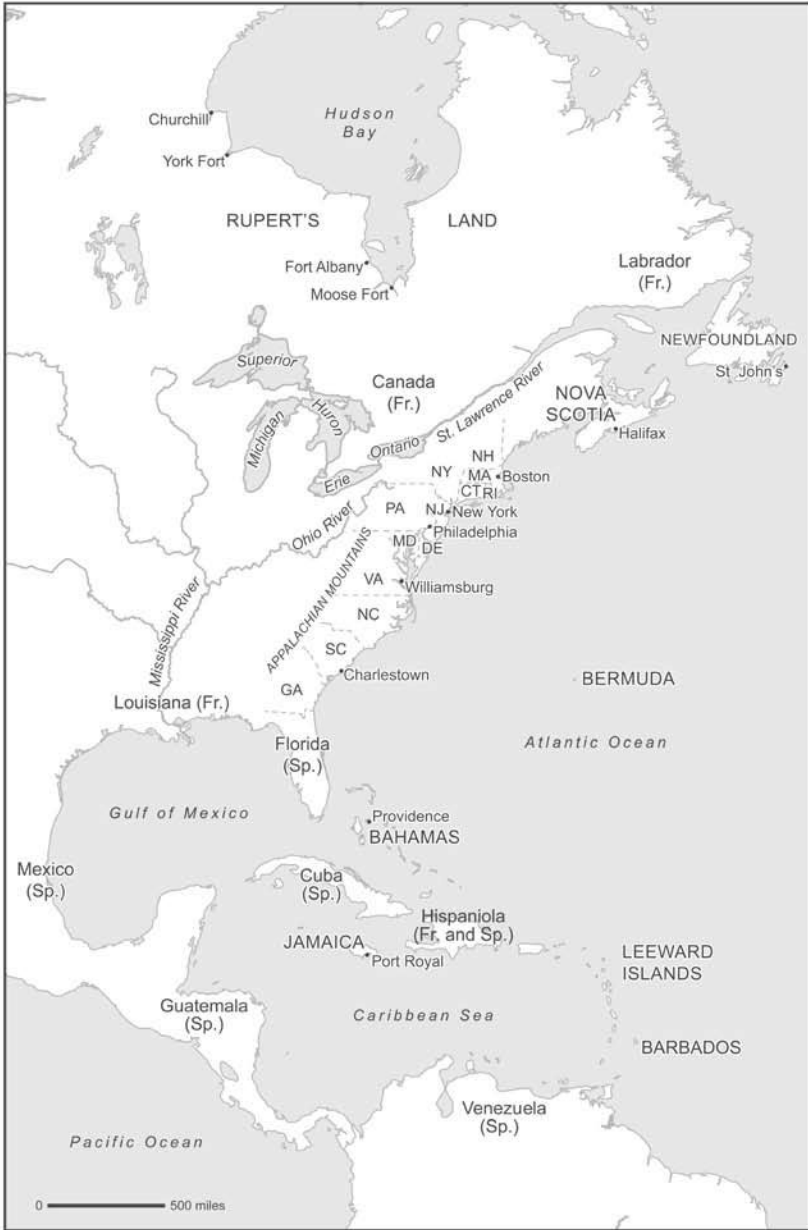 Hudson
Bay
Churchill
York Fort
RUPERT'S LAND
Fort Albany
Moose Fort
Labrador
(Fr.)
NEWFOUNDLAND
St John's
Superior
Michigan
Huron
Canada
(Fr.)
Ontario
Erie
St. Lawrence River
NOVA
SCOTIA
Halifax
NH
NY
MA
Boston
CT
RI
PA
NJ
New York
Philadelphia
MD
DE
Ohio River
VA
Williamsburg
APPALACHIAN MOUNTAINS
NC
Mississippi River
SC
Charlestown
GA
BERMUDA
Louisiana (Fr.)
Florida
(Sp.)
Atlantic Ocean
Gulf of Mexico
Providence
BAHAMAS
Mexico
(Sp.)
Cuba
(Sp.)
Hispaniola
(Fr. and Sp.)
JAMAICA
Port Royal
LEEWARD
ISLANDS
Guatemala
(Sp.)
Caribbean Sea
BARBADOS
Venezuela
(Sp.)
Pacific Ocean
0 500 miles